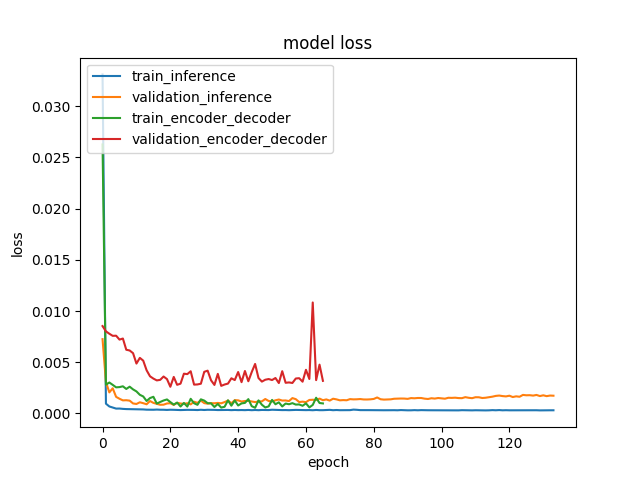 model loss
train_inference
validation_inference
train_encoder_decoder
validation_encoder_decoder
loss
0.030
0.025
0.020
0.015
0.010
0.005
0.000
0 20 40 60 80 100 120
epoch